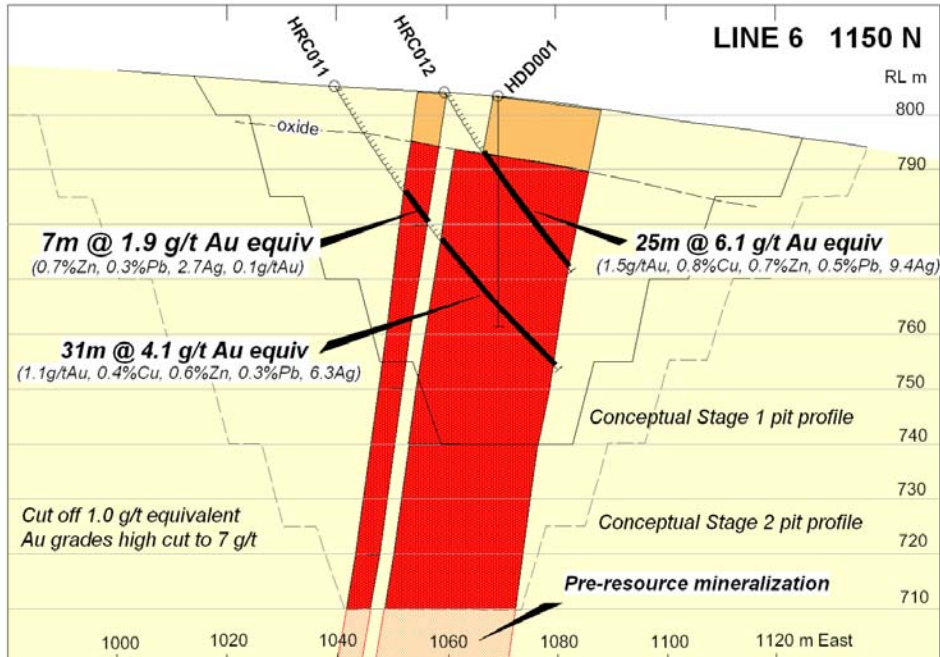 LINE 6 1150 N
HRC011
HRC012
HDD001
RL m
800
oxide
790
780
7m @ 1.9 g/t Au equiv
(0.7%Zn, 0.3%Pb, 2.7Ag, 0.1g/tAu)
25m @ 6.1 g/t Au equiv
(1.5g/tAu, 0.8%Cu, 0.7%Zn, 0.5%Pb, 9.4Ag)
770
760
31m @ 4.1 g/t Au equiv
(1.1g/tAu, 0.4%Cu, 0.6%Zn, 0.3%Pb, 6.3Ag)
750
Conceptual Stage 1 pit profile
740
730
Cut off 1.0 g/t equivalent
Au grades high cut to 7 g/t
Conceptual Stage 2 pit profile
720
Pre-resource mineralization
710
1000 1020 1040 1060 1080 1100 1120 m East